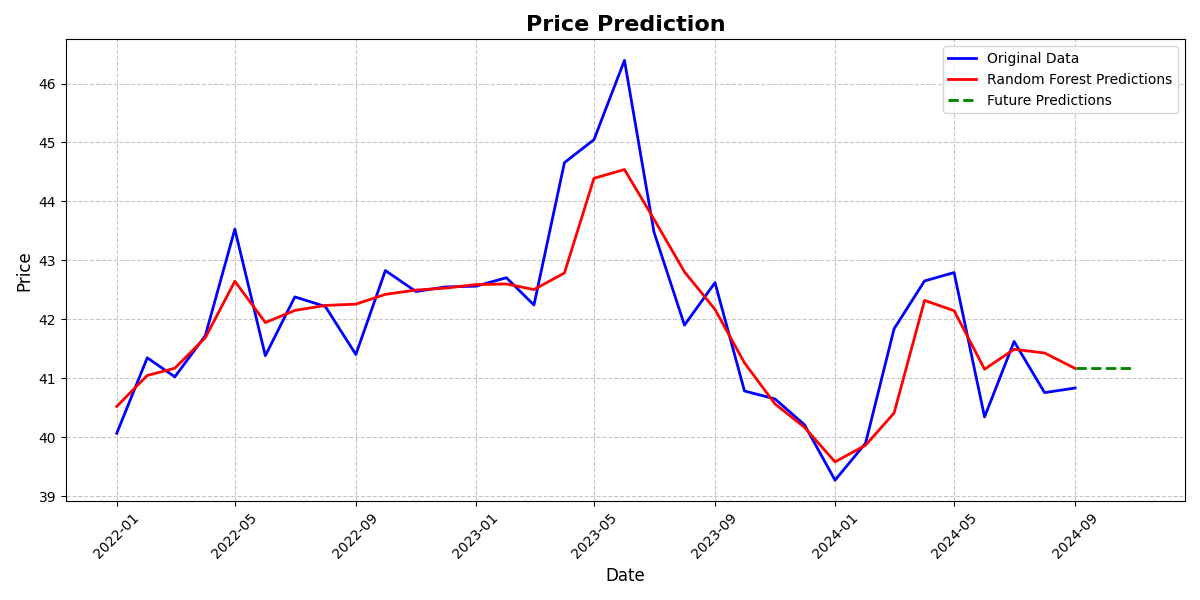 Price Prediction
Original Data
Random Forest Predictions
Future Predictions
Price
46
45
44
43
42
41
40
39
2022-01
2022-05
2022-09
2023-01
2023-05
2023-09
2024-01
2024-05
2024-09
Date